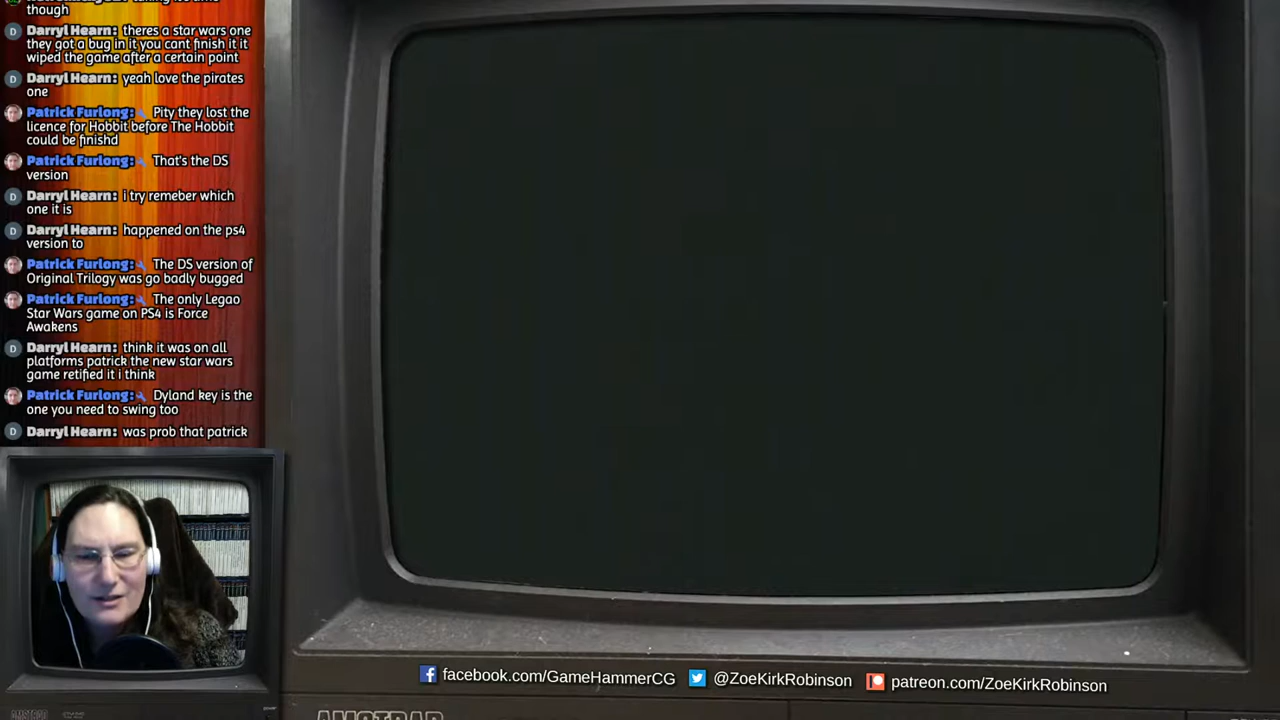 though
Darryl Hearn: theres a star wars one
they got a bug in it you cant finish it it
wiped the game after a certain point
Darryl Hearn: yeah love the pirates
one
Patrick Furlong: Pity they lost the
licence for Hobbit before The Hobbit
could be finishd
Patrick Furlong: That's the DS
version
Darryl Hearn: i try remeber which
one it is
Darryl Hearn: happened on the ps4
version to
Patrick Furlong: The DS version of
Original Trilogy was go badly bugged
Patrick Furlong: The only Legao
Star Wars game on PS4 is Force
Awakens
Darryl Hearn: think it was on all
platforms patrick the new star wars
game retified it i think
Patrick Furlong: Dyland key is the
one you need to swing too
Darryl Hearn: was prob that patrick
facebook.com/GameHammerCG
@ZoeKirkRobinson
patreon.com/ZoeKirkRobinson
AMSTRAD